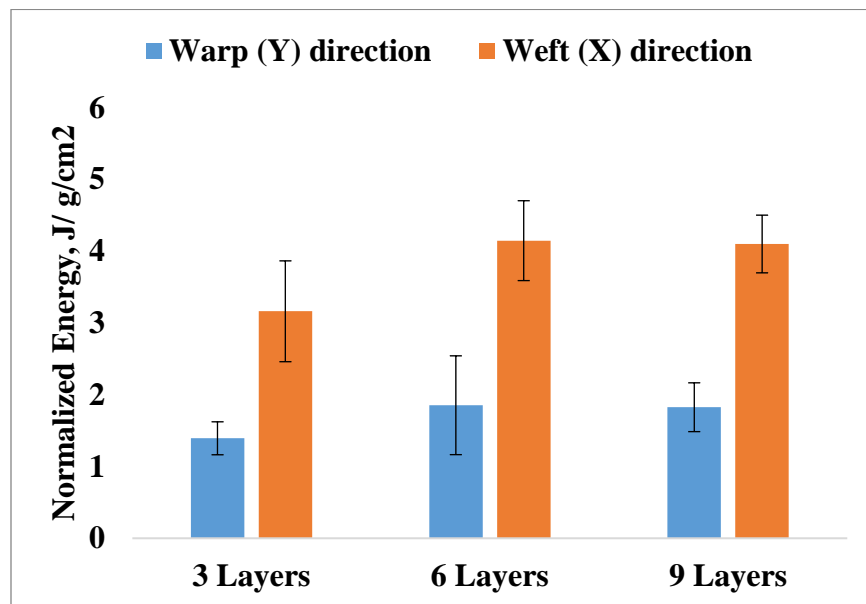 Warp (Y) direction Weft (X) direction
Normalized Energy, J/ g/cm2
6
5
4
3
2
1
0
3 Layers 6 Layers 9 Layers